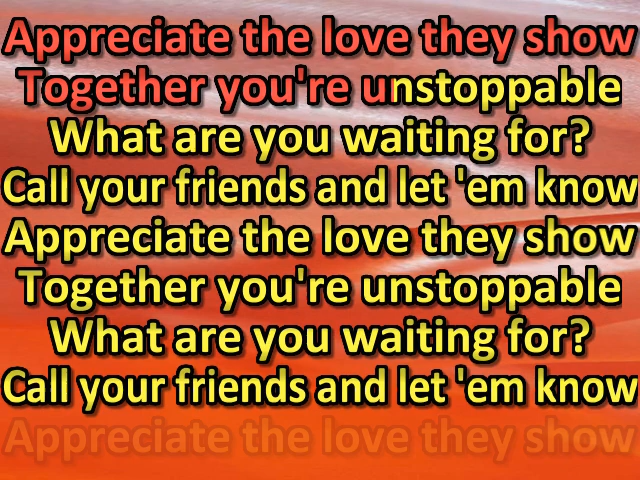 Appreciate the love they show
Together you're unstoppable
What are you waiting for?
Call your friends and let 'em know
Appreciate the love they show
Together you're unstoppable
What are you waiting for?
Call your friends and let 'em know
Appreciate the love they show